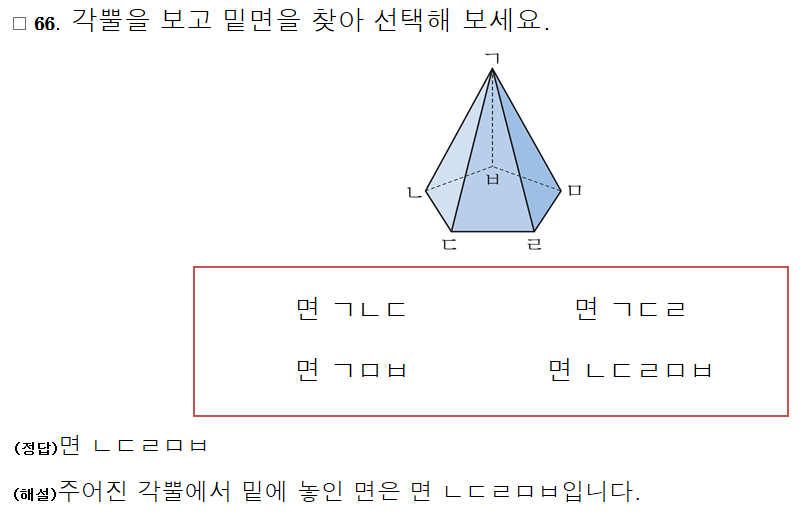 □ 66. 각뿔을 보고 밑면을 찾아 선택해 보세요.
ㄱ
ㅂ
ㄴ ㅁ
ㄷ ㄹ
면 ㄱㄴㄷ 면 ㄱㄷㄹ
면 ㄱㅁㅂ 면 ㄴㄷㄹㅁㅂ
(정답)면 ㄴㄷㄹㅁㅂ
(해설)주어진 각뿔에서 밑에 놓인 면은 면 ㄴㄷㄹㅁㅂ입니다.